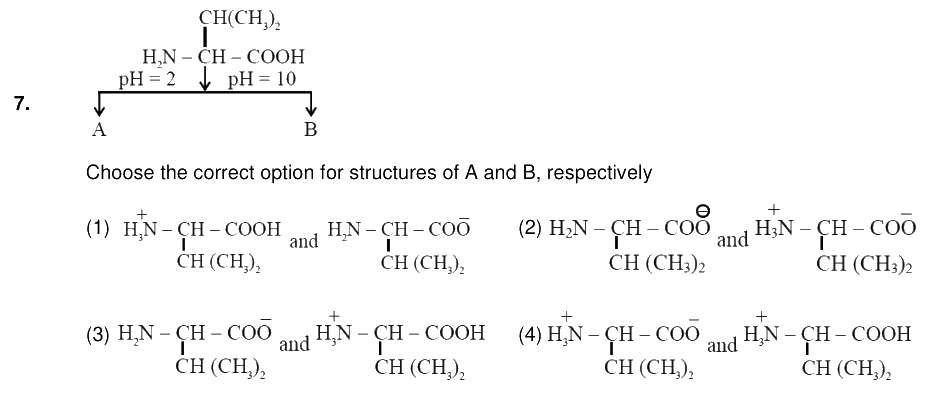 CH(CH₃)₂
H₂N – CH – COOH
pH = 2 pH = 10
7.
A B
Choose the correct option for structures of A and B, respectively
(1) H₃N⁺ – CH – COOH and H₂N – CH – COO⁻ (2) H₂N – CH – COO⊖ and H₃N⁺ – CH – COO⁻
CH (CH₃)₂ CH (CH₃)₂ CH (CH₃)₂ CH (CH₃)₂
(3) H₂N – CH – COO⁻ and H₃N⁺ – CH – COOH (4) H₃N⁺ – CH – COO⁻ and H₃N⁺ – CH – COOH
CH (CH₃)₂ CH (CH₃)₂ CH (CH₃)₂ CH (CH₃)₂